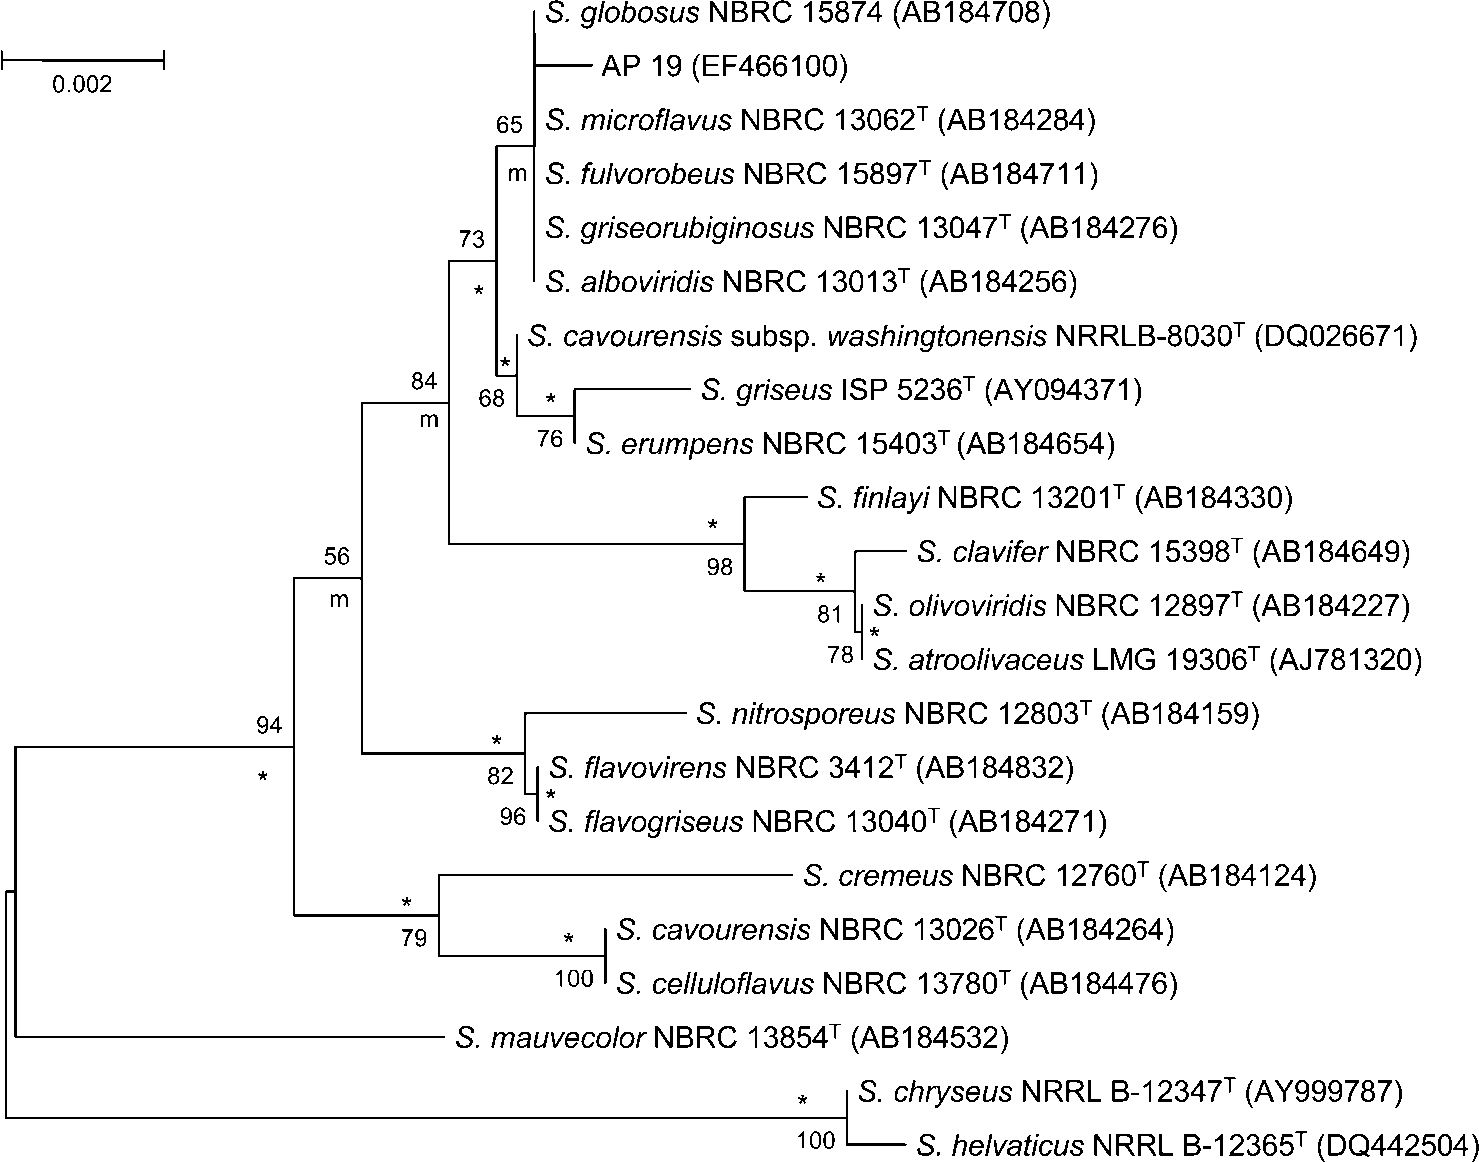 S. globosus NBRC 15874 (AB184708)
0.002
AP 19 (EF466100)
65
S. microflavus NBRC 13062ᵀ (AB184284)
m
S. fulvorobeus NBRC 15897ᵀ (AB184711)
S. griseorubiginosus NBRC 13047ᵀ (AB184276)
73
*
S. alboviridis NBRC 13013ᵀ (AB184256)
S. cavourensis subsp. washingtonensis NRRLB-8030ᵀ (DQ026671)
*
68
84
m
S. griseus ISP 5236ᵀ (AY094371)
*
76
S. erumpens NBRC 15403ᵀ (AB184654)
S. finlayi NBRC 13201ᵀ (AB184330)
*
98
S. clavifer NBRC 15398ᵀ (AB184649)
56
m
*
81
S. olivoviridis NBRC 12897ᵀ (AB184227)
*
78
S. atroolivaceus LMG 19306ᵀ (AJ781320)
S. nitrosporeus NBRC 12803ᵀ (AB184159)
94
*
*
82
S. flavovirens NBRC 3412ᵀ (AB184832)
*
96
S. flavogriseus NBRC 13040ᵀ (AB184271)
S. cremeus NBRC 12760ᵀ (AB184124)
*
79
S. cavourensis NBRC 13026ᵀ (AB184264)
*
100
S. celluloflavus NBRC 13780ᵀ (AB184476)
S. mauvecolor NBRC 13854ᵀ (AB184532)
S. chryseus NRRL B-12347ᵀ (AY999787)
*
100
S. helvaticus NRRL B-12365ᵀ (DQ442504)